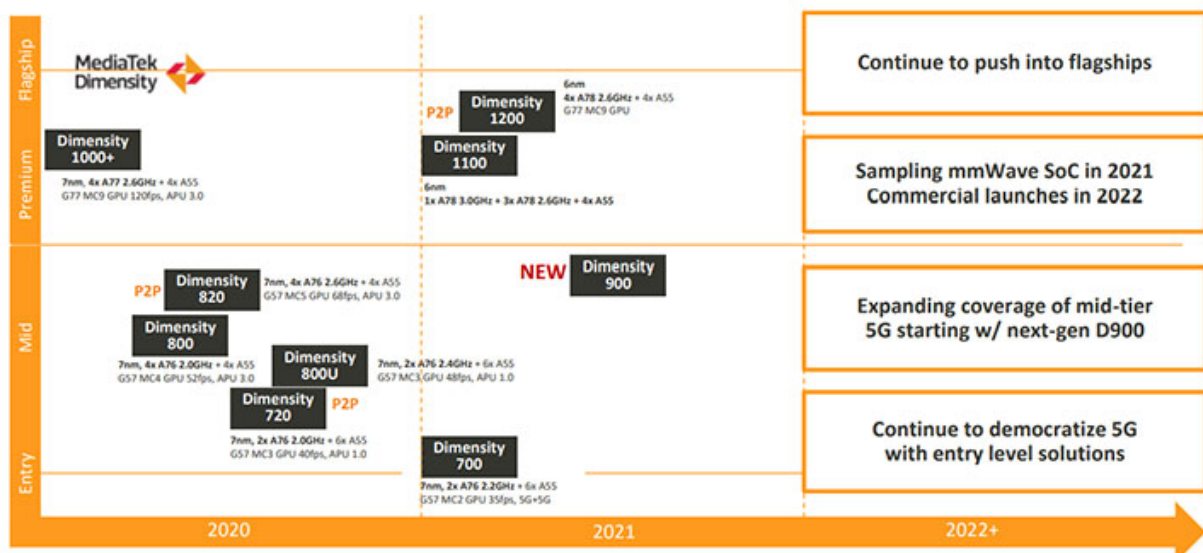 Flagship
Premium
Mid
Entry
MediaTek
Dimensity
Dimensity
1000+
7nm, 4x A77 2.6GHz + 4x A55
G77 MC9 GPU 120fps, APU 3.0
P2P
Dimensity
1200
6nm
4x A78 2.6GHz + 4x A55
G77 MC9 GPU
Dimensity
1100
6nm
1x A78 3.0GHz + 3x A78 2.6GHz + 4x A55
Continue to push into flagships
Sampling mmWave SoC in 2021
Commercial launches in 2022
P2P
Dimensity
820
7nm, 4x A76 2.6GHz + 4x A55
G57 MC5 GPU 68fps, APU 3.0
Dimensity
800
7nm, 4x A76 2.0GHz + 4x A55
G57 MC4 GPU 52fps, APU 3.0
Dimensity
800U
7nm, 2x A76 2.4GHz + 6x A55
G57 MC3 GPU 48fps, APU 1.0
Dimensity
720
P2P
7nm, 2x A76 2.0GHz + 6x A55
G57 MC3 GPU 40fps, APU 1.0
NEW
Dimensity
900
Dimensity
700
7nm, 2x A76 2.2GHz + 6x A55
G57 MC2 GPU 35fps, 5G+5G
Expanding coverage of mid-tier
5G starting w/ next-gen D900
Continue to democratize 5G
with entry level solutions
2020
2021
2022+